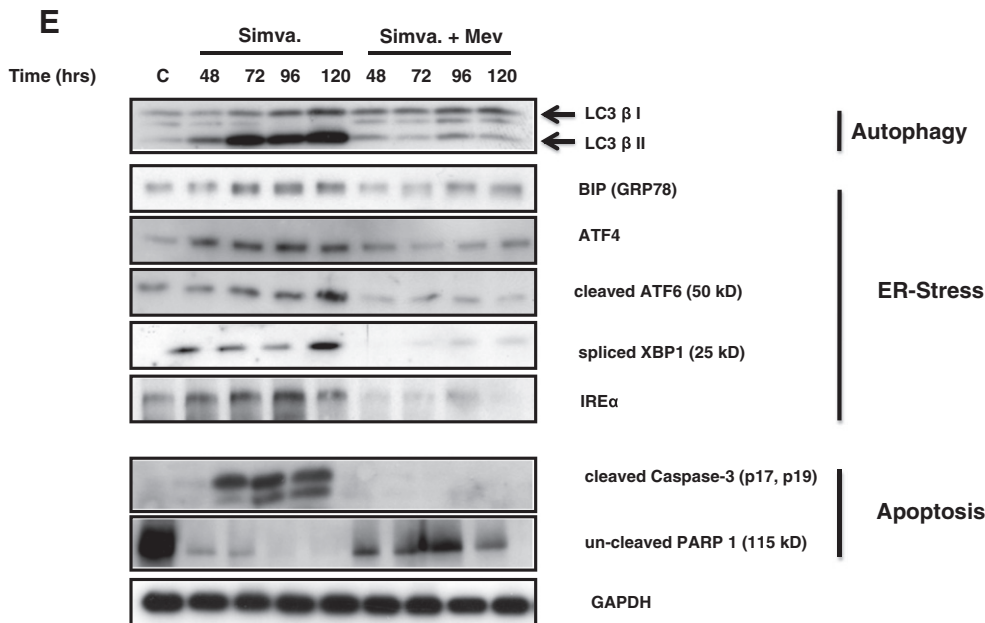 E
Simva. Simva. + Mev
Time (hrs) C 48 72 96 120 48 72 96 120
LC3 β I
LC3 β II
Autophagy
BIP (GRP78)
ATF4
cleaved ATF6 (50 kD)
ER-Stress
spliced XBP1 (25 kD)
IREα
cleaved Caspase-3 (p17, p19)
Apoptosis
un-cleaved PARP 1 (115 kD)
GAPDH